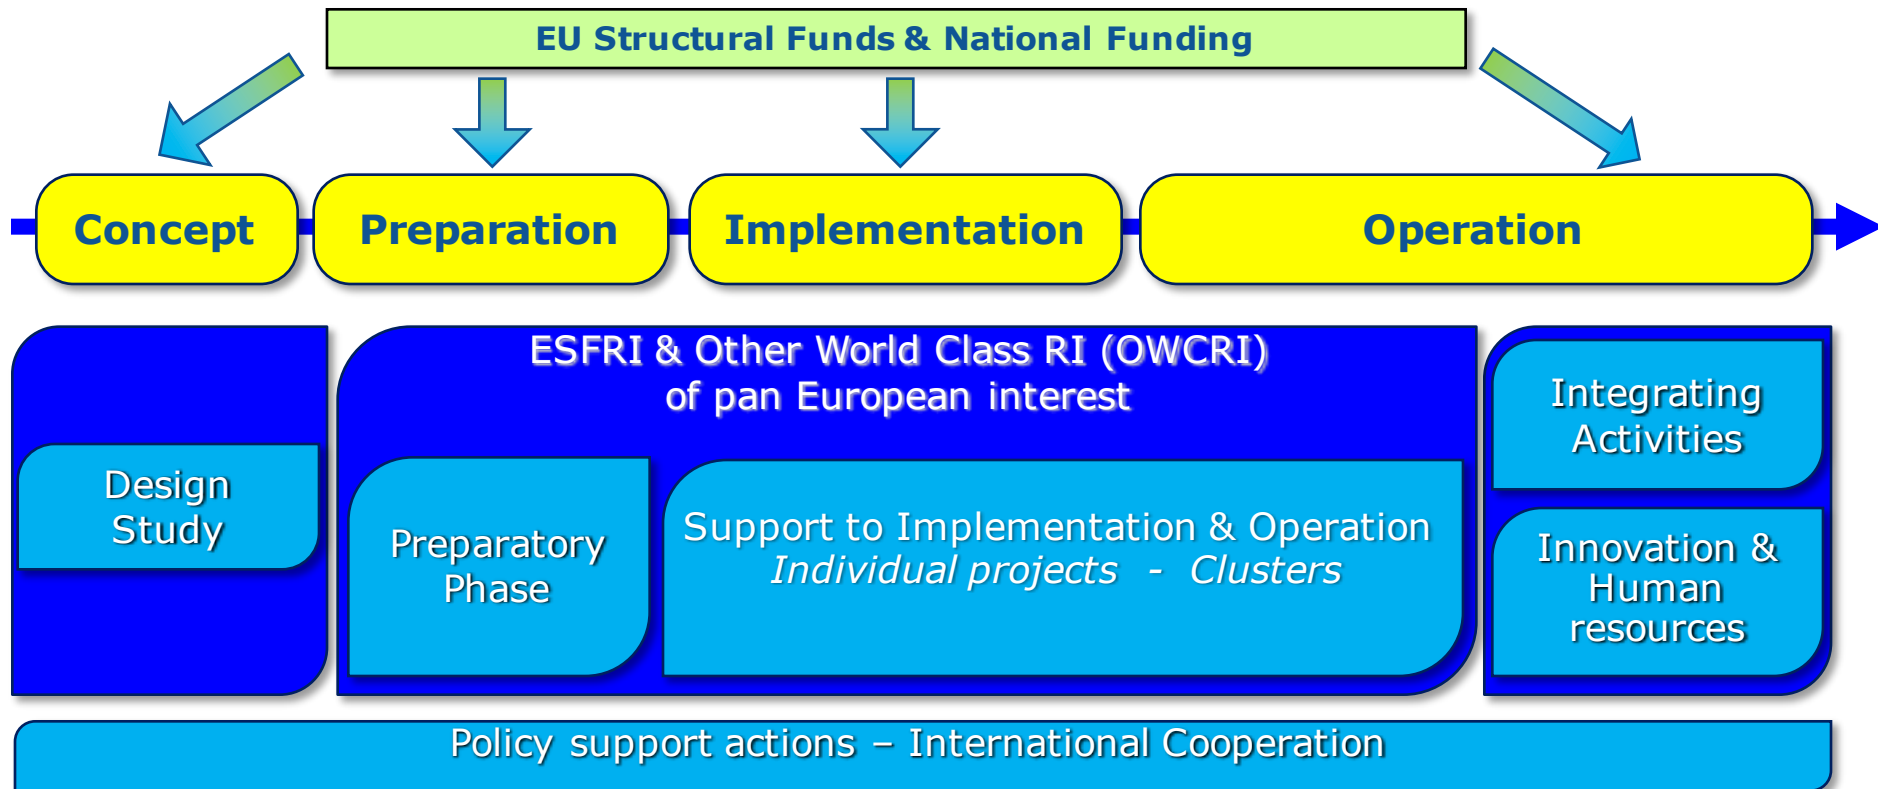 EU Structural Funds & National Funding
Concept
Preparation
Implementation
Operation
ESFRI & Other World Class RI (OWCRI)
of pan European interest
Design
Study
Preparatory
Phase
Support to Implementation & Operation
Individual projects - Clusters
Integrating
Activities
Innovation &
Human
resources
Policy support actions – International Cooperation